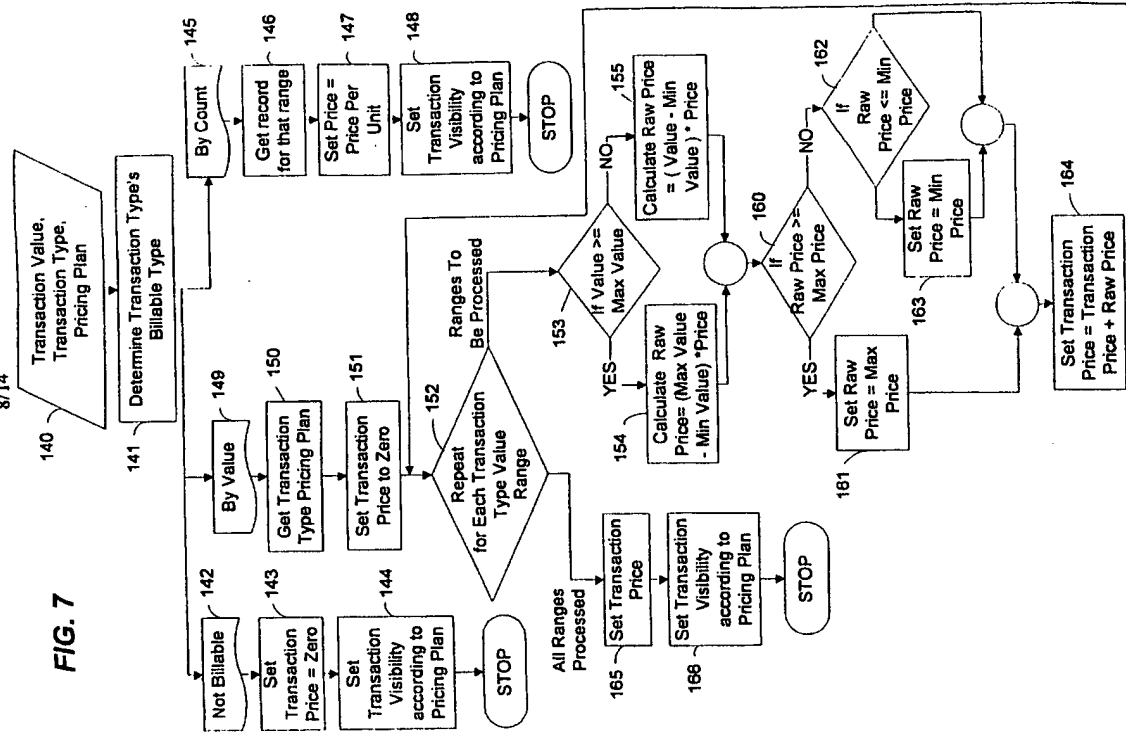 8/14
FIG. 7
140
Transaction Value,
Transaction Type,
Pricing Plan
141
Determine Transaction Type's
Billable Type
142
Not Billable
143
Set
Transaction
Price = Zero
144
Set
Transaction
Visibility
according to
Pricing Plan
STOP
149
By Value
150
Get Transaction
Type Pricing Plan
151
Set Transaction
Price to Zero
152
Repeat
for Each Transaction
Type Value
Range
Ranges To
Be Processed
All Ranges
Processed
165
Set Transaction
Price
166
Set Transaction
Visibility
according to
Pricing Plan
STOP
145
By Count
146
Get record
for that range
147
Set Price =
Price Per
Unit
148
Set
Transaction
Visibility
according to
Pricing Plan
STOP
153
If Value >=
Max Value
YES
NO
154
Calculate Raw
Price= (Max Value
- Min Value) *Price
155
Calculate Raw Price
= ( Value - Min
Value ) * Price
160
If
Raw Price >=
Max Price
YES
NO
161
Set Raw
Price = Max
Price
162
If
Raw
Price <= Min
Price
163
Set Raw
Price = Min
Price
164
Set Transaction
Price = Transaction
Price + Raw Price